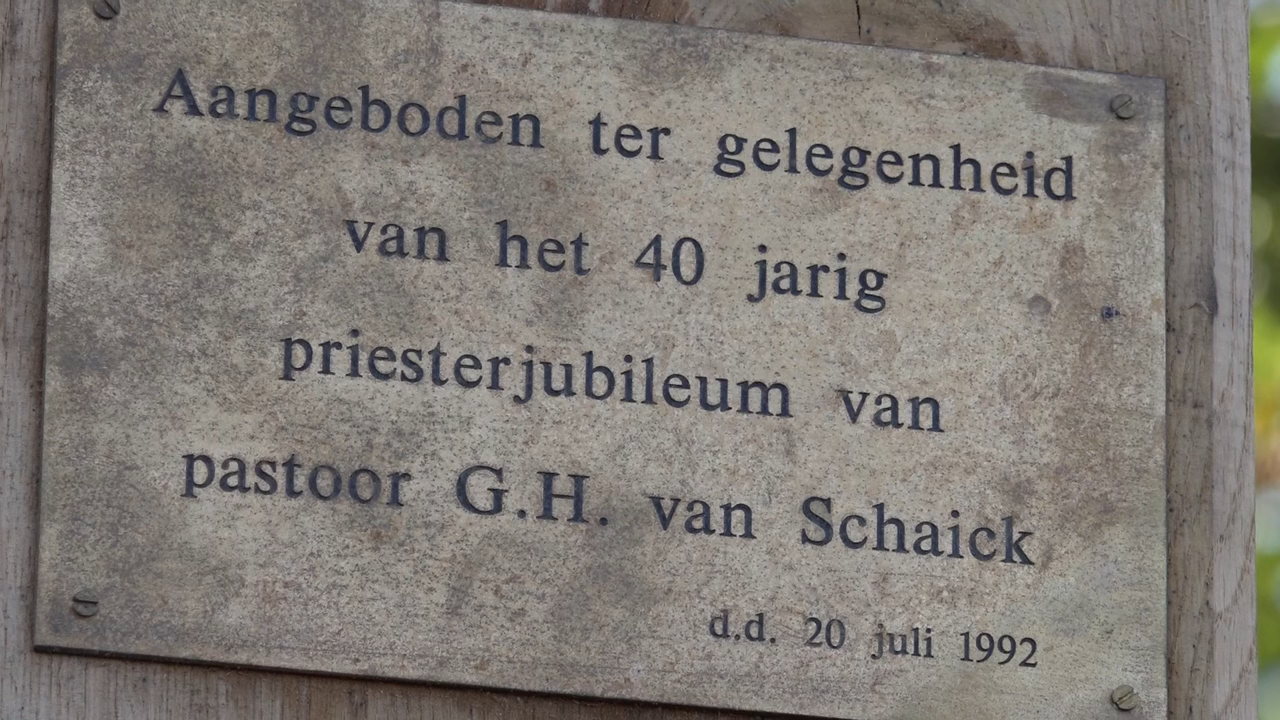 Aangeboden ter gelegenheid
van het 40 jarig
priesterjubileum van
pastoor G.H. van Schaick
d.d. 20 juli 1992